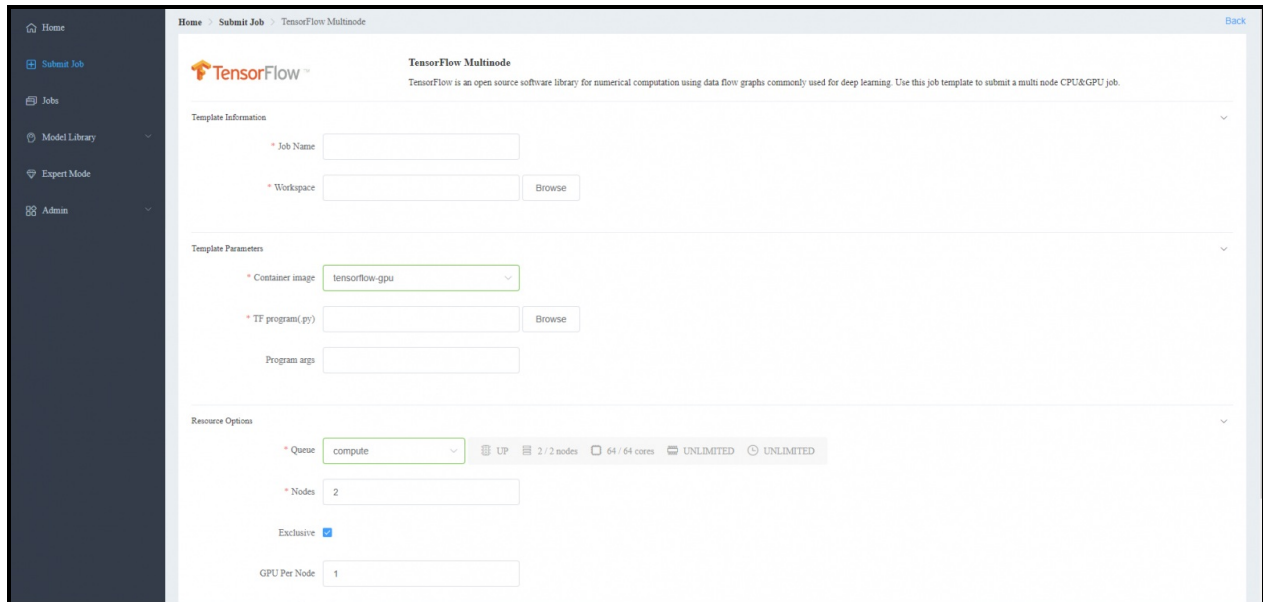 Home
Submit Job
Jobs
Model Library
Expert Mode
Admin
Home > Submit Job > TensorFlow Multinode
Back
TensorFlow ™
TensorFlow Multinode
TensorFlow is an open source software library for numerical computation using data flow graphs commonly used for deep learning. Use this job template to submit a multi node CPU&GPU job.
Template Information
* Job Name
* Workspace Browse
Template Parameters
* Container image tensorflow-gpu
* TF program(.py) Browse
Program args
Resource Options
* Queue compute UP 2 / 2 nodes 64 / 64 cores UNLIMITED UNLIMITED
* Nodes 2
Exclusive
GPU Per Node 1